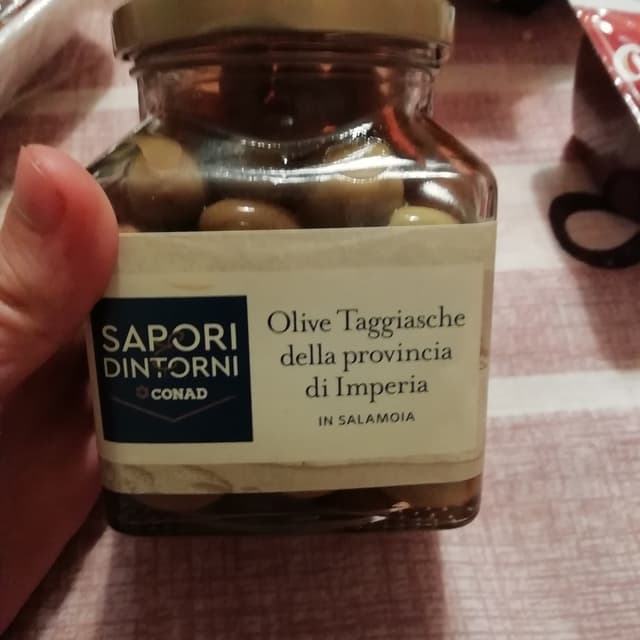 SAPORI
DINTORNI
CONAD
Olive Taggiasche
della provincia
di Imperia
IN SALAMOIA